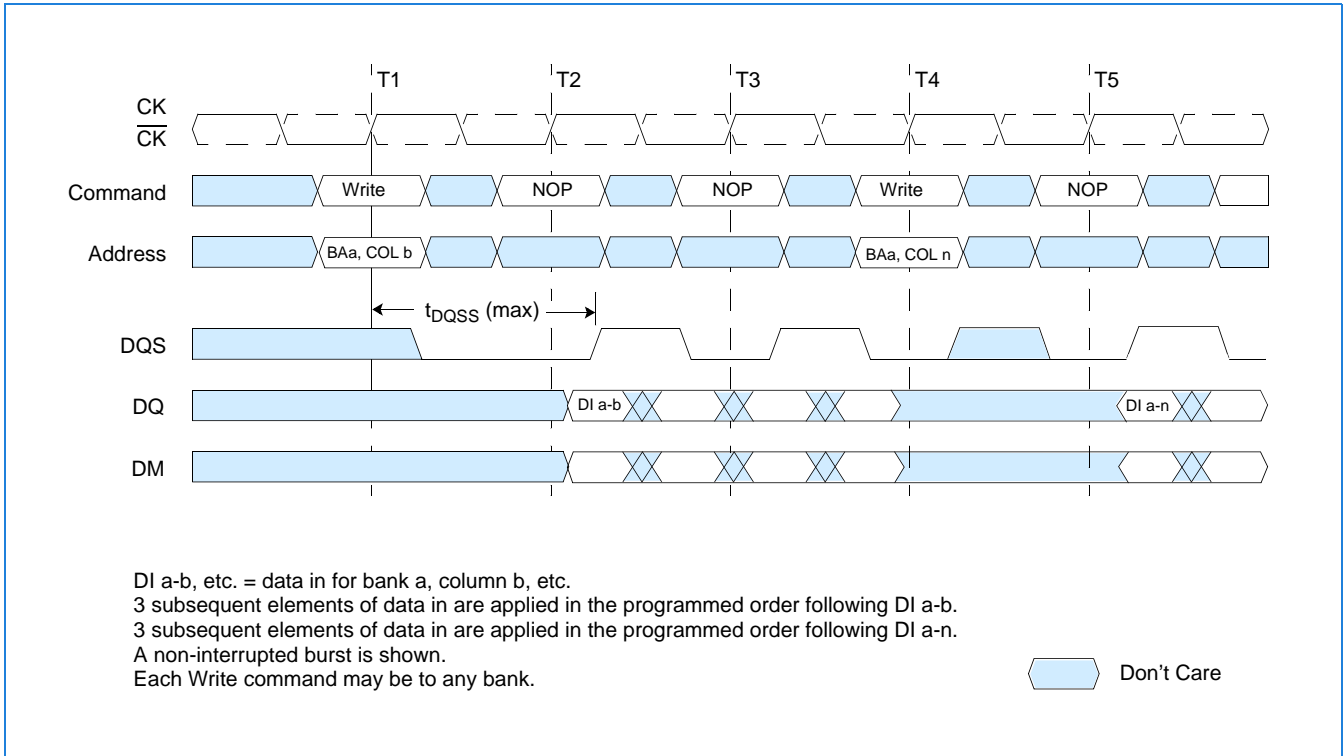 T1 T2 T3 T4 T5
CK
CK
Command Write NOP NOP Write NOP
Address BAa, COL b BAa, COL n
tDQSS (max)
DQS
DQ DI a-b DI a-n
DM
DI a-b, etc. = data in for bank a, column b, etc.
3 subsequent elements of data in are applied in the programmed order following DI a-b.
3 subsequent elements of data in are applied in the programmed order following DI a-n.
A non-interrupted burst is shown.
Each Write command may be to any bank.
Don't Care